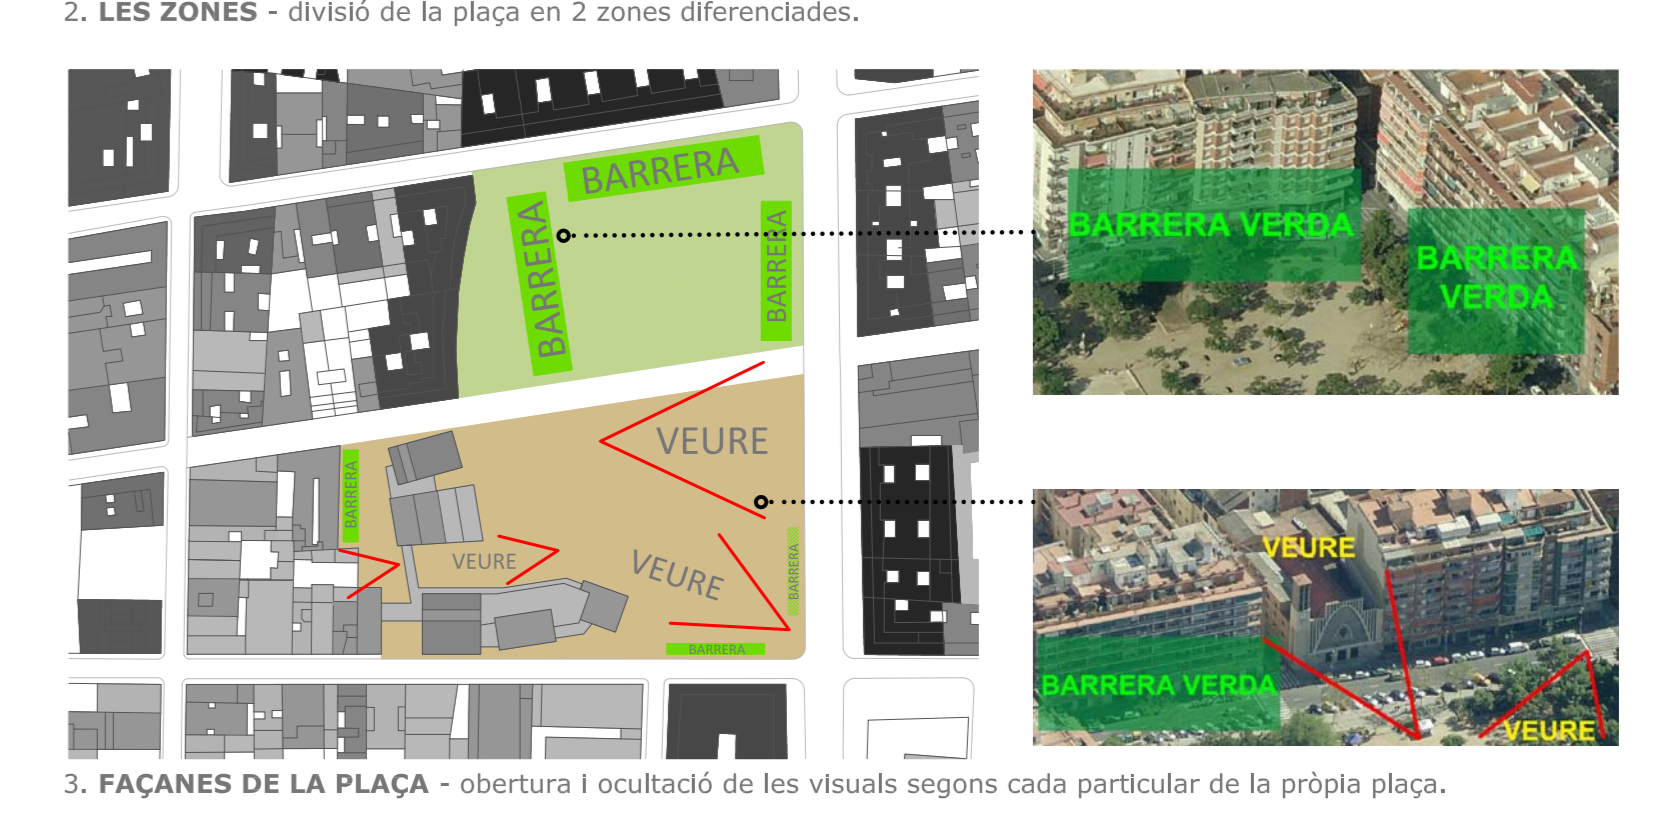 2. LES ZONES - divisió de la plaça en 2 zones diferenciades.
BARRERA
BARRERA
BARRERA
VEURE
BARRERA
VEURE
VEURE
BARRERA
BARRERA
BARRERA VERDA
BARRERA
VERDA
VEURE
BARRERA VERDA
VEURE
3. FAÇANES DE LA PLAÇA - obertura i ocultació de les visuals segons cada particular de la pròpia plaça.